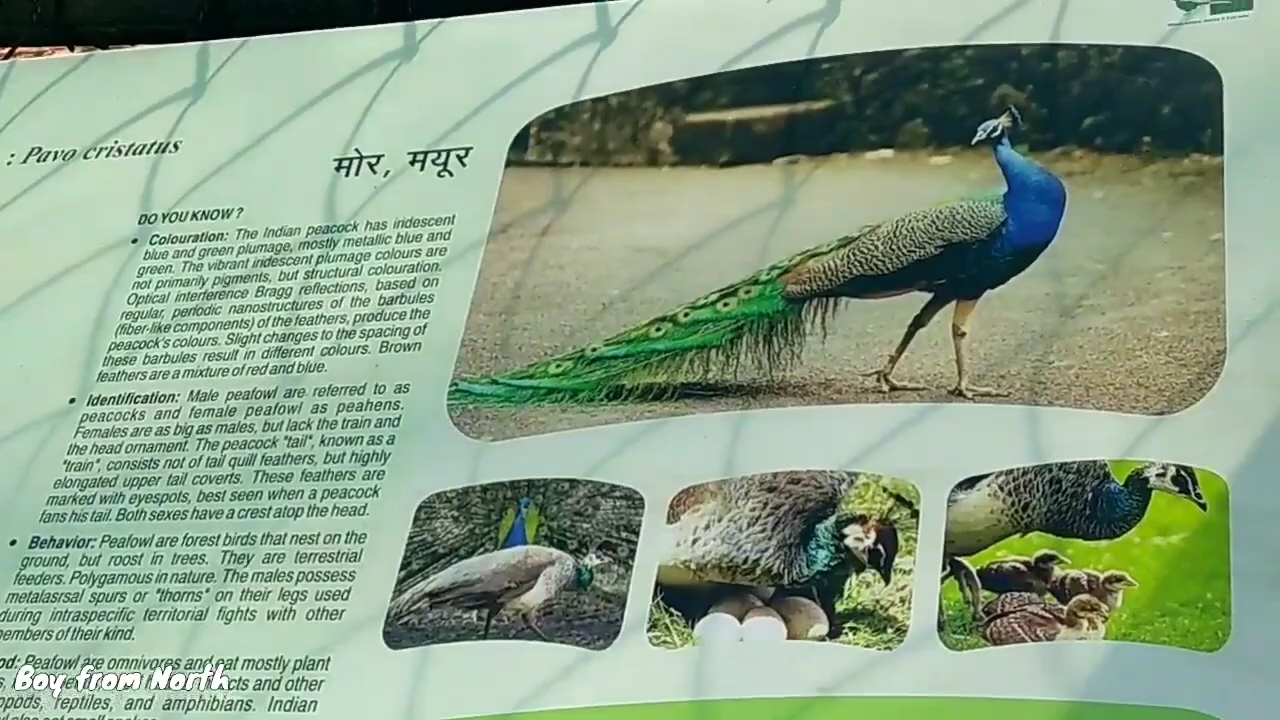 : Pavo cristatus
मोर, मयूर
DO YOU KNOW ?
• Colouration: The Indian peacock has iridescent
blue and green plumage, mostly metallic blue and
green. The vibrant iridescent plumage colours are
not primarily pigments, but structural colouration.
Optical interference Bragg reflections, based on
regular, periodic nanostructures of the barbules
(fiber-like components) of the feathers, produce the
peacock's colours. Slight changes to the spacing of
these barbules result in different colours. Brown
feathers are a mixture of red and blue.
• Identification: Male peafowl are referred to as
peacocks and female peafowl as peahens.
Females are as big as males, but lack the train and
the head ornament. The peacock "tail", known as a
"train", consists not of tail quill feathers, but highly
elongated upper tail coverts. These feathers are
marked with eyespots, best seen when a peacock
fans his tail. Both sexes have a crest atop the head.
• Behavior: Peafowl are forest birds that nest on the
ground, but roost in trees. They are terrestrial
feeders. Polygamous in nature. The males possess
metalasrsal spurs or "thorns" on their legs used
during intraspecific territorial fights with other
members of their kind.
Peafowl are omnivores and eat mostly plant
and other
reptiles, and amphibians. Indian
Boy from North